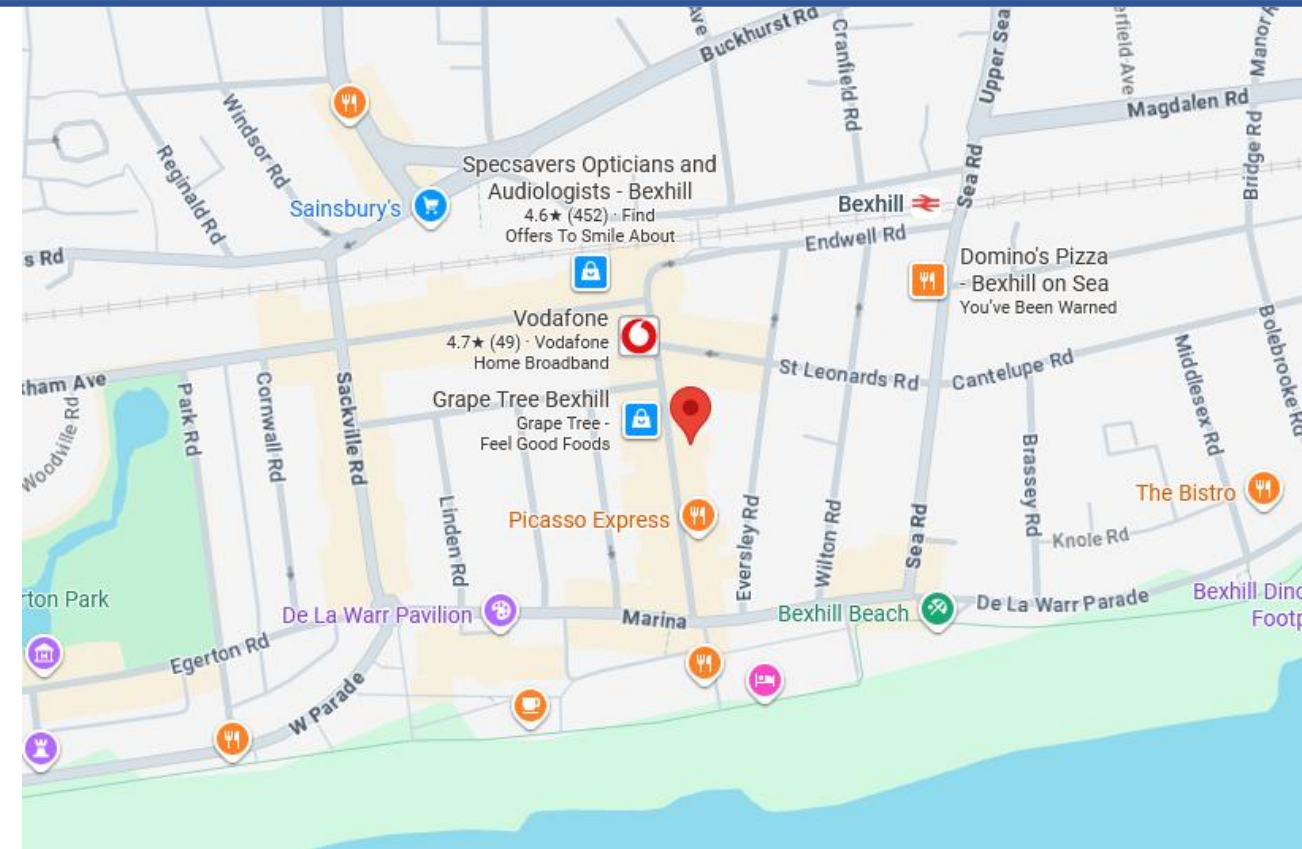 Ave
Buckhurst Rd
Cranfield Rd
Upper Sea
erfield Ave
Manor R
Magdalen Rd
Windsor Rd
Reginald Rd
Specsavers Opticians and
Audiologists - Bexhill
4.6★ (452) · Find
Offers To Smile About
Sainsbury's
Bexhill
Sea Rd
Bridge Rd
s Rd
Endwell Rd
Domino's Pizza
- Bexhill on Sea
You've Been Warned
Vodafone
4.7★ (49) · Vodafone
Home Broadband
St Leonards Rd
Cantelupe Rd
Middlesex Rd
Bolebrooke Rd
ham Ave
Woodville Rd
Park Rd
Cornwall Rd
Sackville Rd
Grape Tree Bexhill
Grape Tree -
Feel Good Foods
Linden Rd
Picasso Express
Eversley Rd
Wilton Rd
Sea Rd
Brassey Rd
Knole Rd
The Bistro
rton Park
De La Warr Pavilion
Marina
Bexhill Beach
De La Warr Parade
Bexhill Dino
Footp
Egerton Rd
W Parade